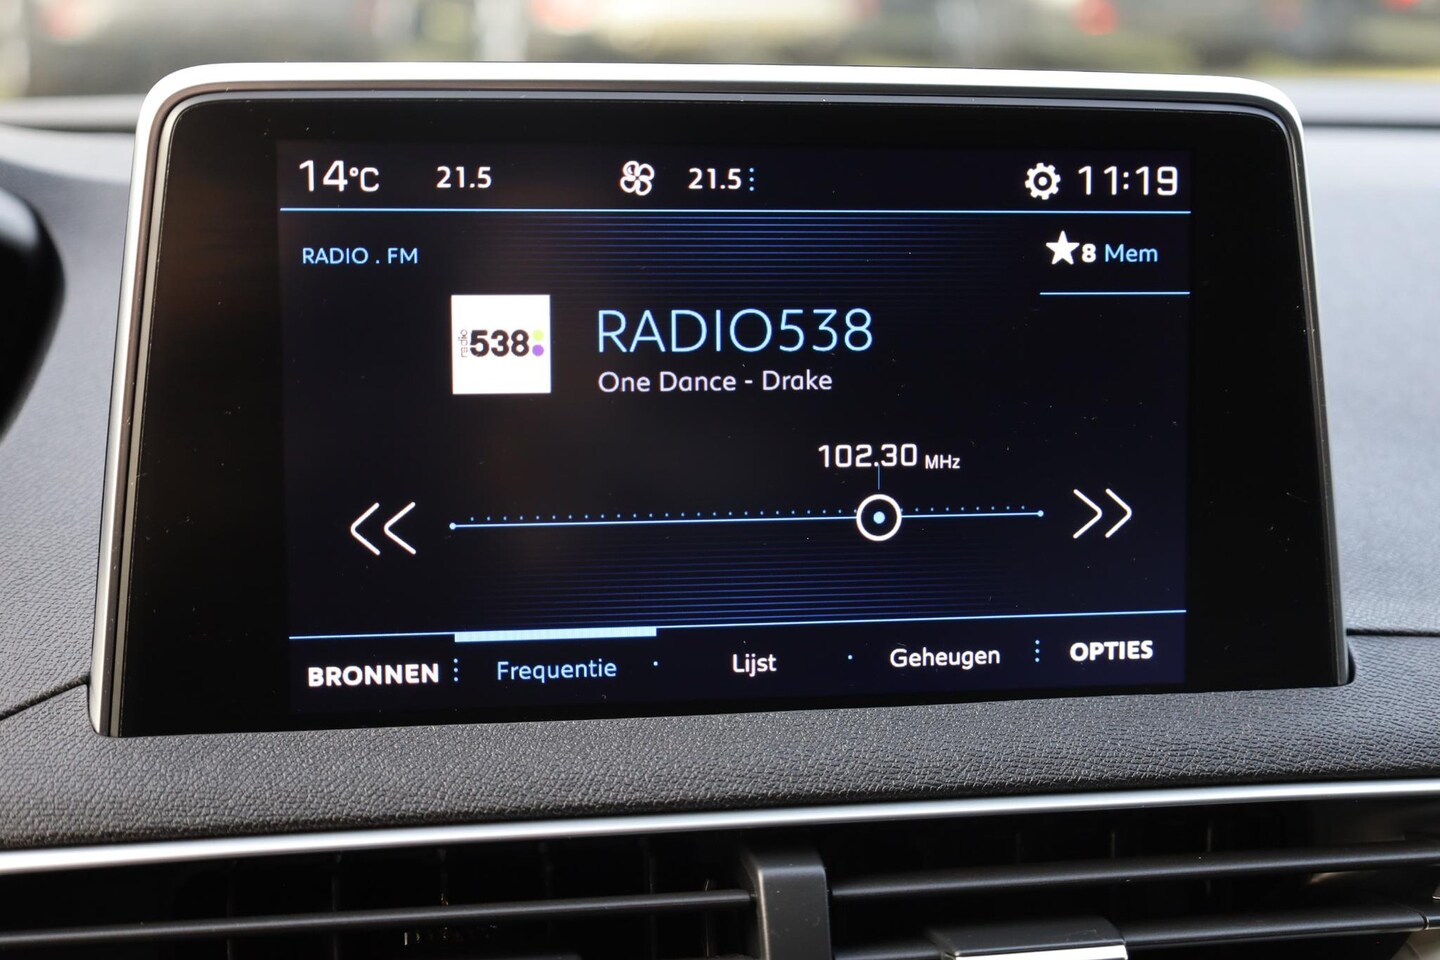 14°C 21.5 21.5 11:19
RADIO . FM
8 Mem
radio 538
RADIO538
One Dance - Drake
102.30 MHz
BRONNEN Frequentie Lijst Geheugen OPTIES